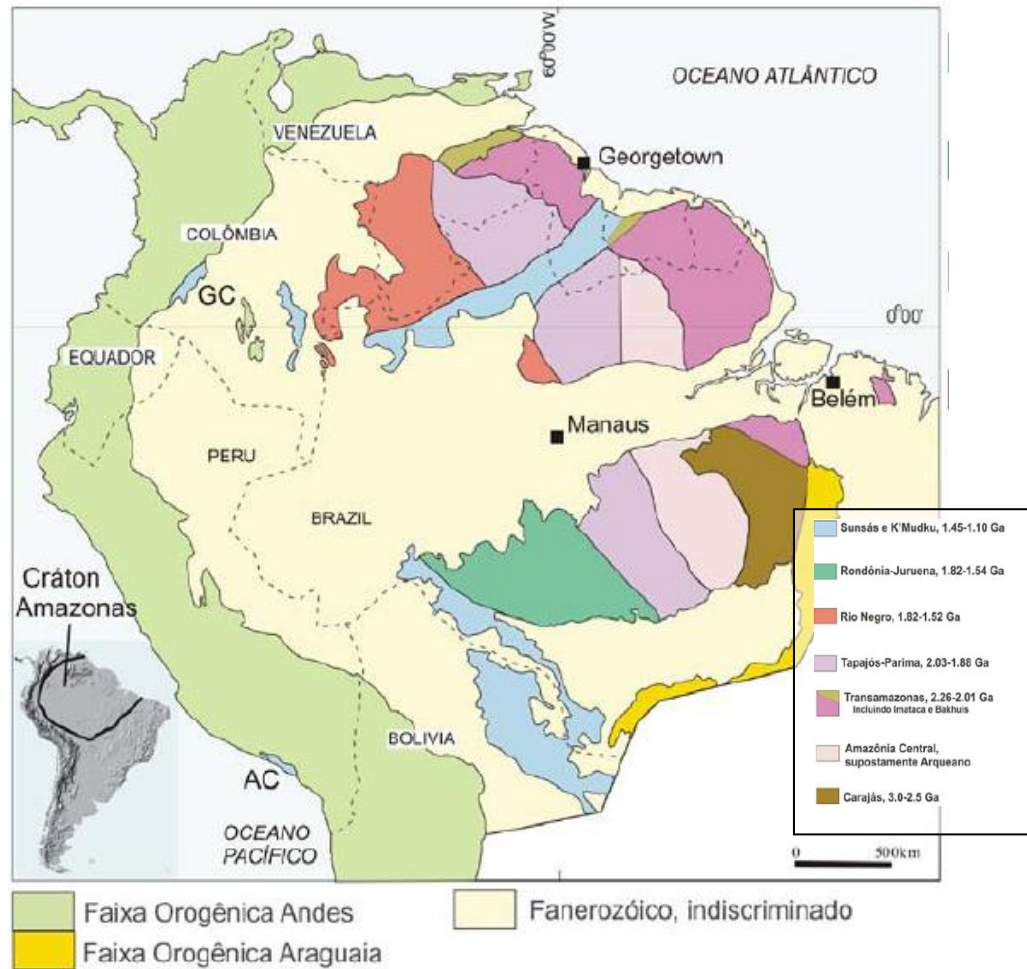 60°00'W
OCEANO ATLÂNTICO
VENEZUELA
Georgetown
COLÔMBIA
GC
0°00'
EQUADOR
Belém
Manaus
PERU
BRAZIL
Sunsás e K'Mudku, 1.45-1.10 Ga
Rondônia-Juruena, 1.82-1.54 Ga
Rio Negro, 1.82-1.52 Ga
Tapajós-Parima, 2.03-1.88 Ga
Transamazonas, 2.26-2.01 Ga
Incluindo Imataca e Bakhuis
Amazônia Central,
supostamente Arqueano
Carajás, 3.0-2.5 Ga
Cráton
Amazonas
BOLIVIA
AC
OCEANO
PACÍFICO
0 500km
Faixa Orogênica Andes
Fanerozóico, indiscriminado
Faixa Orogênica Araguaia